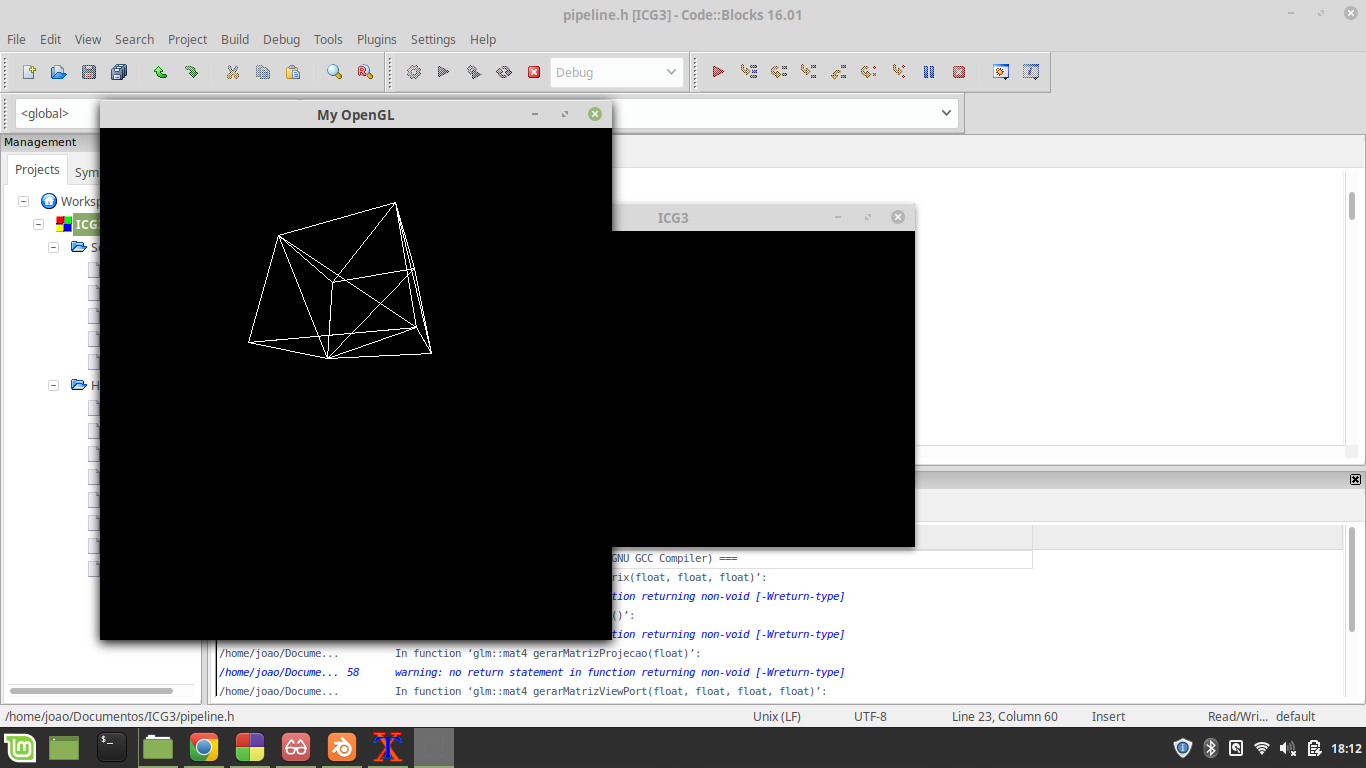 pipeline.h [ICG3] - Code::Blocks 16.01
File Edit View Search Project Build Debug Tools Plugins Settings Help
Debug
<global>
My OpenGL
Management
Projects Sym
Worksp
ICG3
ICG
S
H
GNU GCC Compiler) ===
rix(float, float, float)’:
tion returning non-void [-Wreturn-type]
()’:
tion returning non-void [-Wreturn-type]
/home/joao/Docume... In function ‘glm::mat4 gerarMatrizProjecao(float)’:
/home/joao/Docume... 58 warning: no return statement in function returning non-void [-Wreturn-type]
/home/joao/Docume... In function ‘glm::mat4 gerarMatrizViewPort(float, float, float, float)’:
/home/joao/Documentos/ICG3/pipeline.h Unix (LF) UTF-8 Line 23, Column 60 Insert Read/Wri... default
18:12